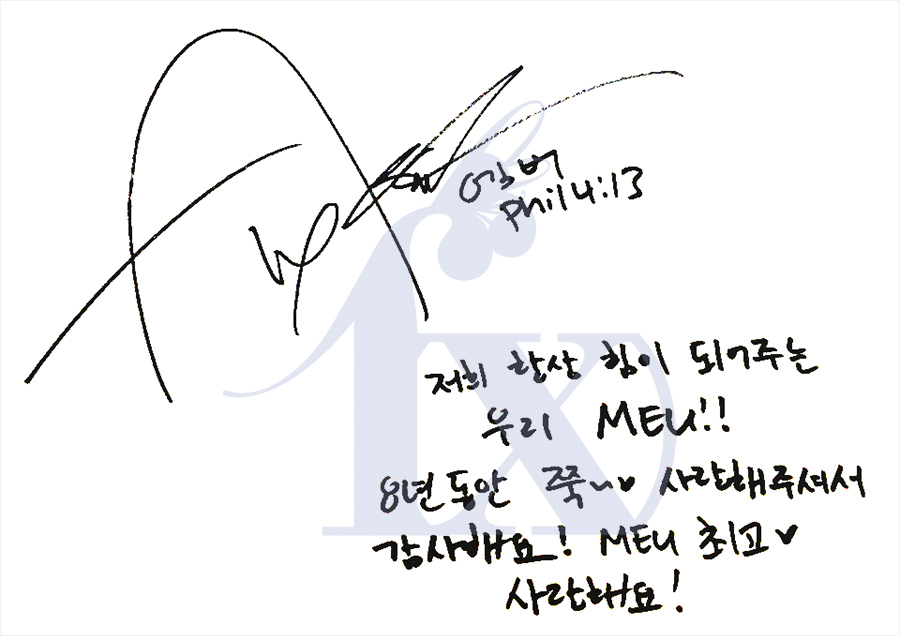 엠버
Phil 4:13
저희 항상 힘이 되어주는
우리 MEU!!
8년동안 쭉~♥ 사랑해주셔서
감사해요! MEU 최고♥
사랑해요!
fx